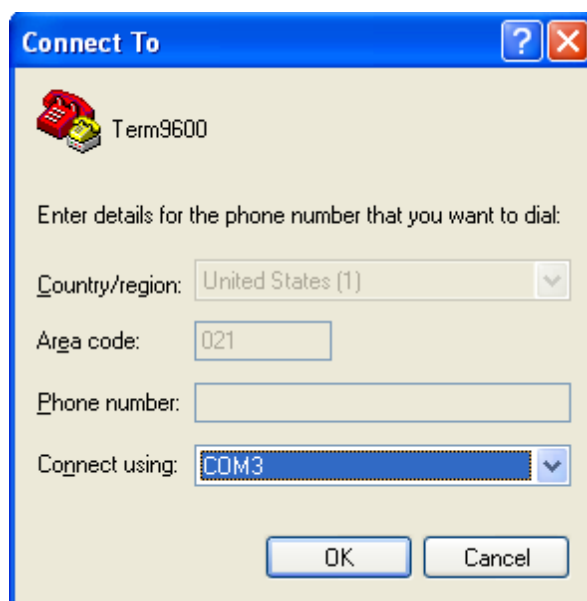 Connect To
Term9600
Enter details for the phone number that you want to dial:
Country/region: United States (1)
Area code: 021
Phone number:
Connect using: COM3
OK Cancel